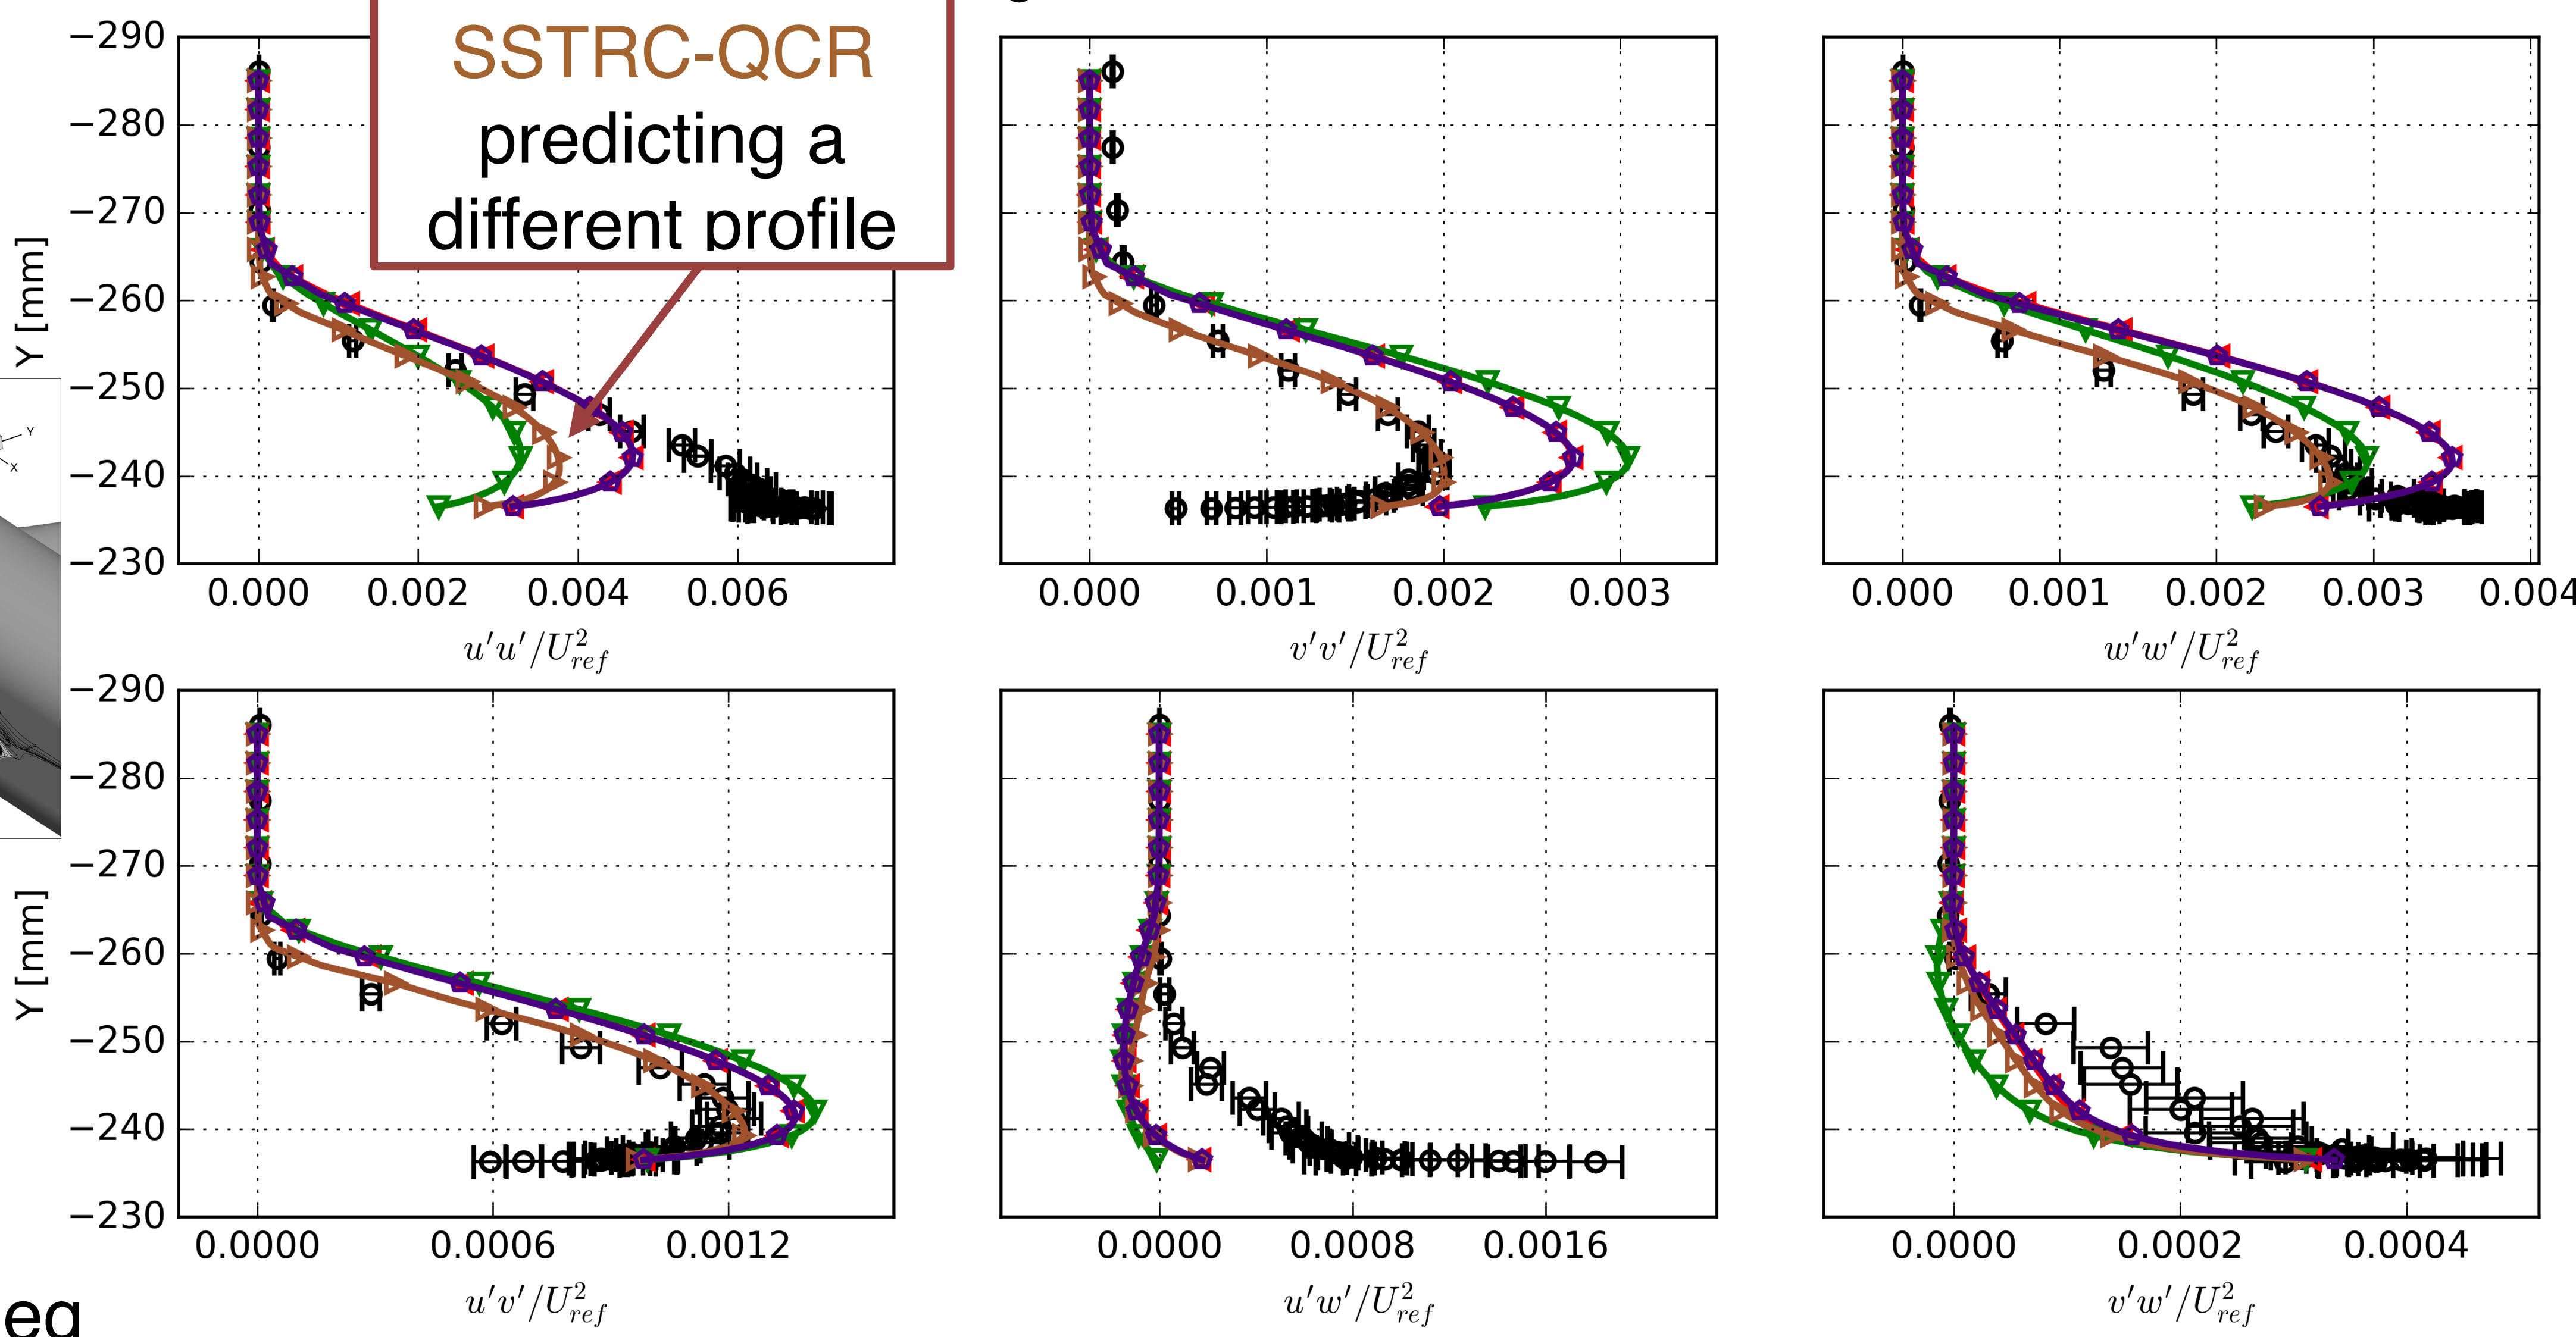 SSTRC-QCR
predicting a
different profile
−290
−280
−270
−260
−250
−240
−230
Y [mm]
0.000 0.002 0.004 0.006
u′u′/U²ref
0.000 0.001 0.002 0.003
v′v′/U²ref
0.000 0.001 0.002 0.003 0.004
w′w′/U²ref
Y
X
−290
−280
−270
−260
−250
−240
−230
Y [mm]
0.0000 0.0006 0.0012
u′v′/U²ref
0.0000 0.0008 0.0016
u′w′/U²ref
0.0000 0.0002 0.0004
v′w′/U²ref
eg